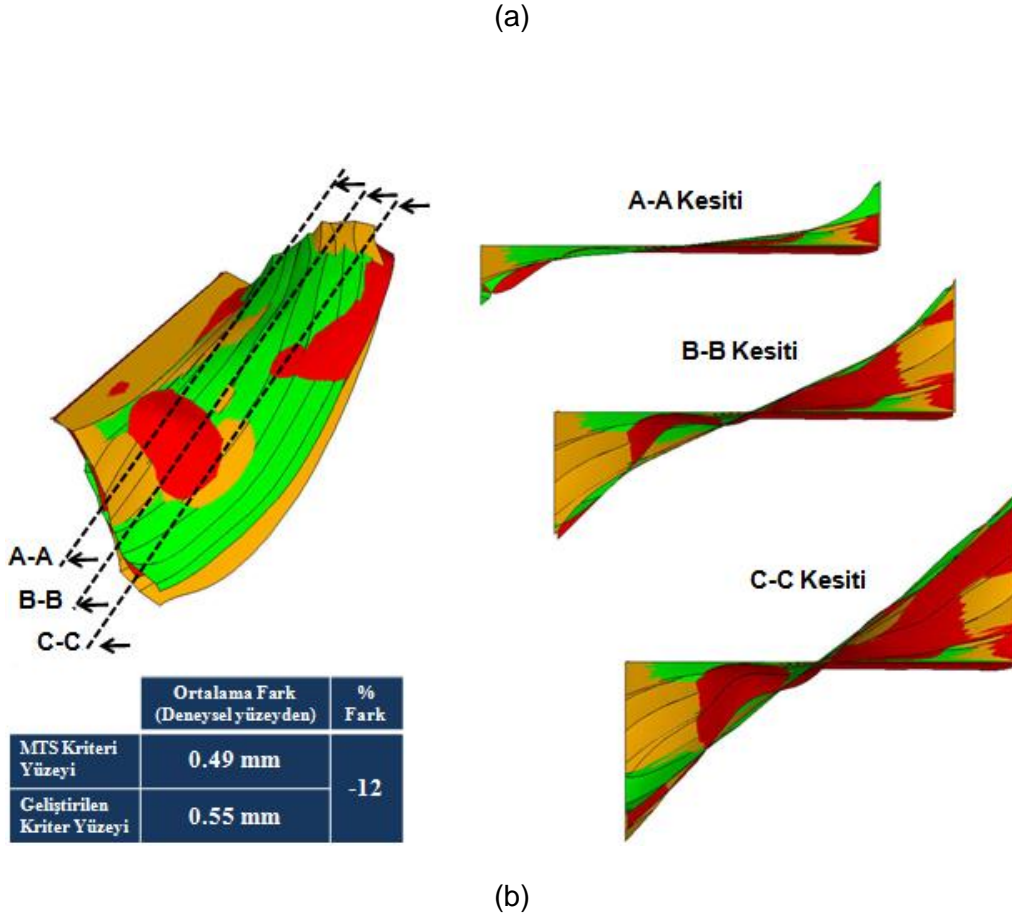 (a)
A-A Kesiti
B-B Kesiti
C-C Kesiti
A-A
B-B
C-C
Ortalama Fark
(Deneysel yüzeyden)
%
Fark
MTS Kriteri
Yüzeyi
0.49 mm
-12
Geliştirilen
Kriter Yüzeyi
0.55 mm
(b)